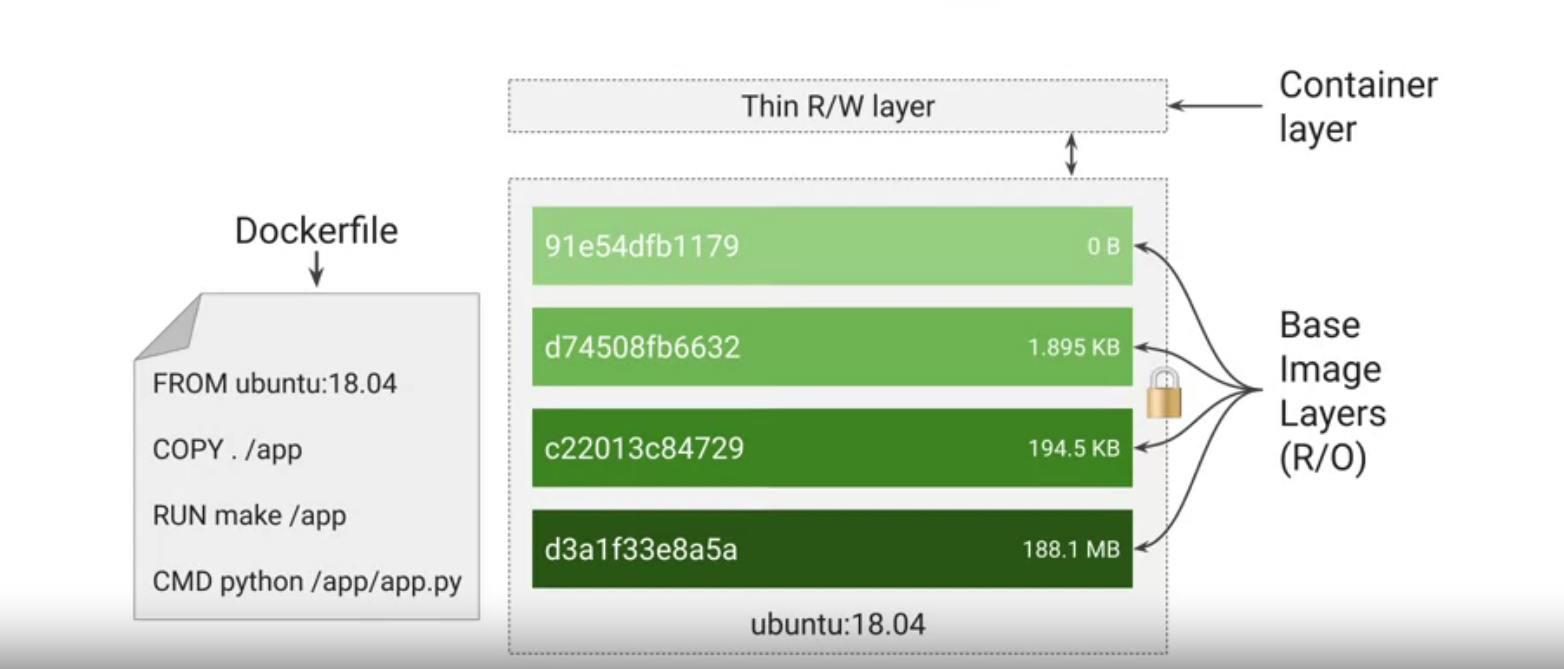 Thin R/W layer
Container
layer
Dockerfile
FROM ubuntu:18.04
COPY . /app
RUN make /app
CMD python /app/app.py
91e54dfb1179 0 B
d74508fb6632 1.895 KB
c22013c84729 194.5 KB
d3a1f33e8a5a 188.1 MB
ubuntu:18.04
Base
Image
Layers
(R/O)